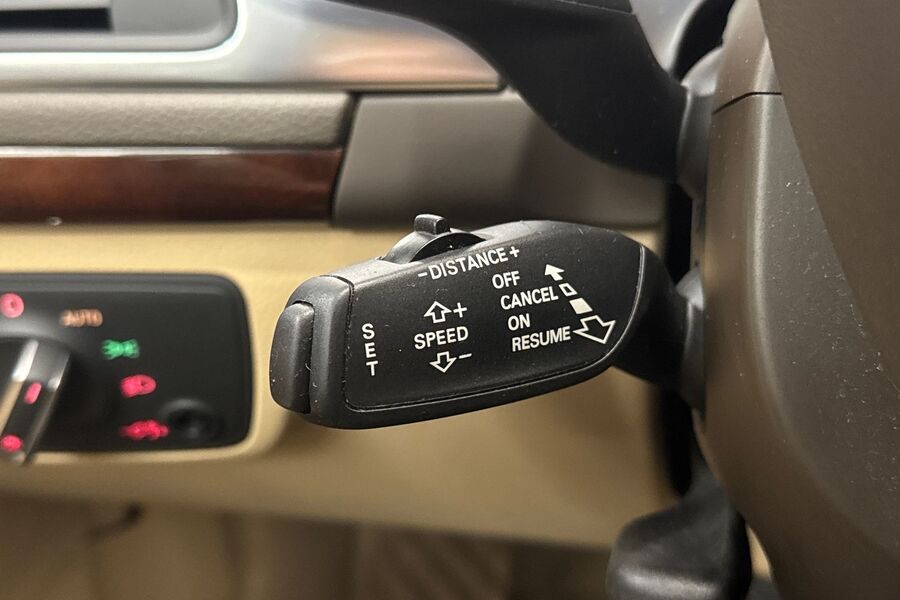 -DISTANCE+
OFF
CANCEL
ON
RESUME
+
SPEED
-
SET
AUTO